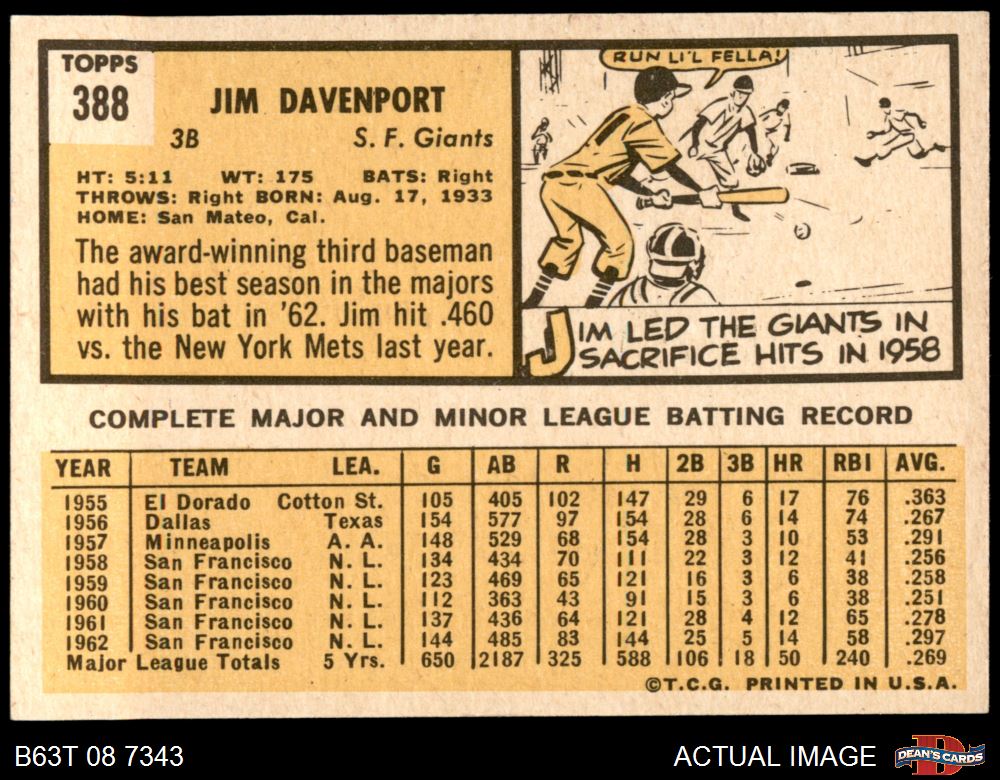 TOPPS
388
JIM DAVENPORT
3B S. F. Giants
HT: 5:11 WT: 175 BATS: Right
THROWS: Right BORN: Aug. 17, 1933
HOME: San Mateo, Cal.
The award-winning third baseman
had his best season in the majors
with his bat in '62. Jim hit .460
vs. the New York Mets last year.
RUN LI'L FELLA!
JIM LED THE GIANTS IN
SACRIFICE HITS IN 1958
COMPLETE MAJOR AND MINOR LEAGUE BATTING RECORD
YEAR TEAM LEA. G AB R H 2B 3B HR RBI AVG.
1955 El Dorado Cotton St. 105 405 102 147 29 6 17 76 .363
1956 Dallas Texas 154 577 97 154 28 6 14 74 .267
1957 Minneapolis A. A. 148 529 68 154 28 3 10 53 .291
1958 San Francisco N. L. 134 434 70 111 22 3 12 41 .256
1959 San Francisco N. L. 123 469 65 121 16 3 6 38 .258
1960 San Francisco N. L. 112 363 43 91 15 3 6 38 .251
1961 San Francisco N. L. 137 436 64 121 28 4 12 65 .278
1962 San Francisco N. L. 144 485 83 144 25 5 14 58 .297
Major League Totals 5 Yrs. 650 2187 325 588 106 18 50 240 .269
©T.C.G. PRINTED IN U.S.A.
B63T 08 7343 ACTUAL IMAGE DEAN'S CARDS